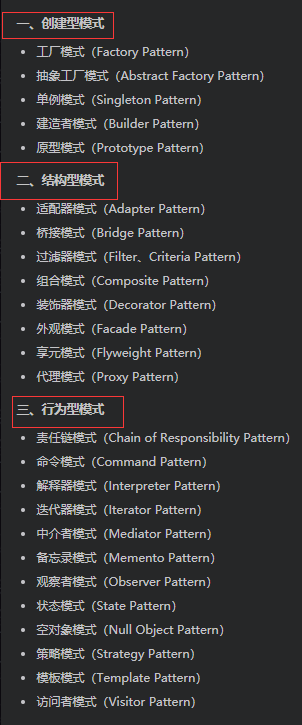 一、创建型模式
工厂模式（Factory Pattern）
抽象工厂模式（Abstract Factory Pattern）
单例模式（Singleton Pattern）
建造者模式（Builder Pattern）
原型模式（Prototype Pattern）
二、结构型模式
适配器模式（Adapter Pattern）
桥接模式（Bridge Pattern）
过滤器模式（Filter、Criteria Pattern）
组合模式（Composite Pattern）
装饰器模式（Decorator Pattern）
外观模式（Facade Pattern）
享元模式（Flyweight Pattern）
代理模式（Proxy Pattern）
三、行为型模式
责任链模式（Chain of Responsibility Pattern）
命令模式（Command Pattern）
解释器模式（Interpreter Pattern）
迭代器模式（Iterator Pattern）
中介者模式（Mediator Pattern）
备忘录模式（Memento Pattern）
观察者模式（Observer Pattern）
状态模式（State Pattern）
空对象模式（Null Object Pattern）
策略模式（Strategy Pattern）
模板模式（Template Pattern）
访问者模式（Visitor Pattern）